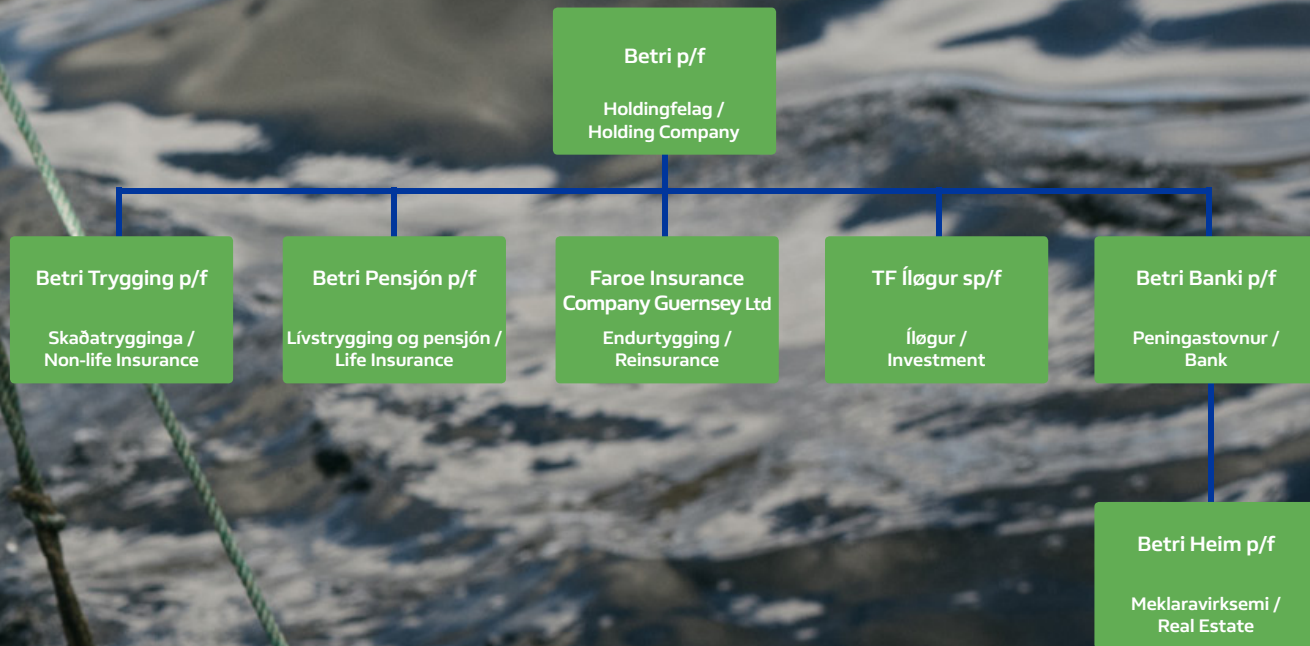 Betri p/f
Holdingfelag /
Holding Company
Betri Trygging p/f
Skaðatrygginga /
Non-life Insurance
Betri Pensjón p/f
Lívstrygging og pensjón /
Life Insurance
Faroe Insurance
Company Guernsey Ltd
Endurtygging /
Reinsurance
TF Íløgur sp/f
Íløgur /
Investment
Betri Banki p/f
Peningastovnur /
Bank
Betri Heim p/f
Meklaravirksemi /
Real Estate